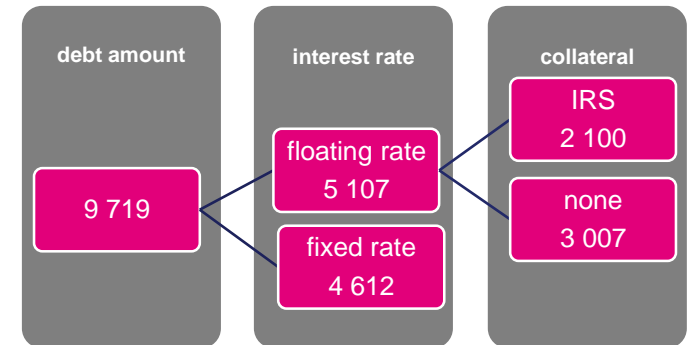 debt amount
9 719
interest rate
floating rate
5 107
fixed rate
4 612
collateral
IRS
2 100
none
3 007